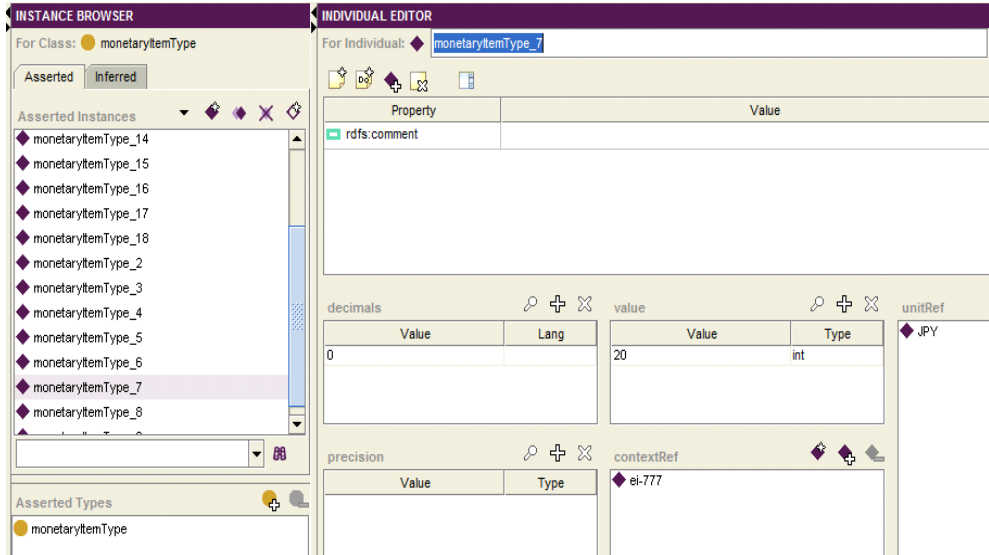 INSTANCE BROWSER
For Class: monetaryItemType
Asserted Inferred
Asserted Instances
monetaryItemType_14
monetaryItemType_15
monetaryItemType_16
monetaryItemType_17
monetaryItemType_18
monetaryItemType_2
monetaryItemType_3
monetaryItemType_4
monetaryItemType_5
monetaryItemType_6
monetaryItemType_7
monetaryItemType_8
Asserted Types
monetaryItemType
INDIVIDUAL EDITOR
For Individual: monetaryItemType_7
Property Value
rdfs:comment
decimals
Value Lang
0
value
Value Type
20 int
unitRef
JPY
precision
Value Type
contextRef
ei-777